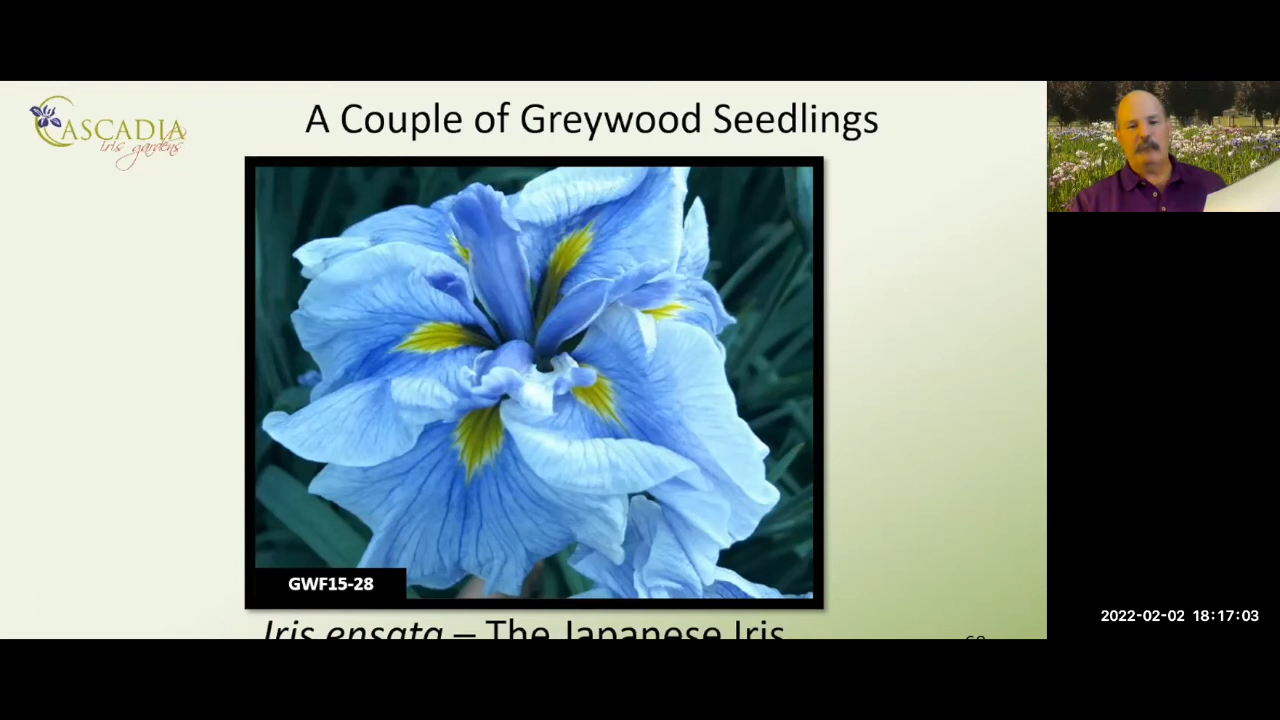 CASCADIA
iris gardens
A Couple of Greywood Seedlings
GWF15-28
Iris ensata – The Japanese Iris
2022-02-02 18:17:03